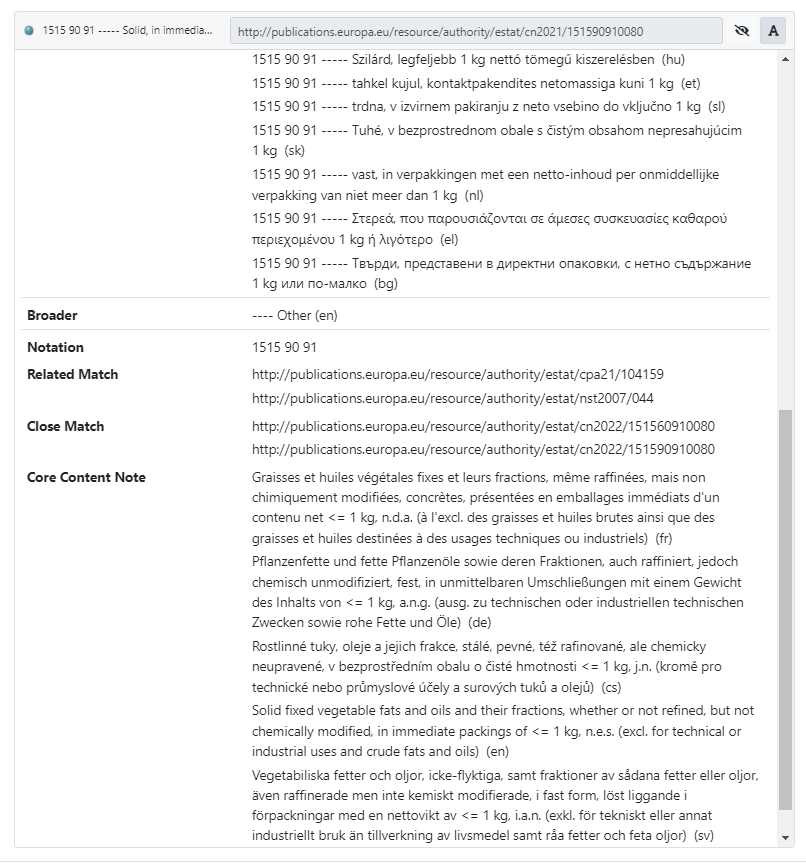 1515 90 91 ----- Solid, in immedia...
http://publications.europa.eu/resource/authority/estat/cn2021/151590910080
A
1515 90 91 ----- Szilárd, legfeljebb 1 kg nettó tömegű kiszerelésben (hu)
1515 90 91 ----- tahkel kujul, kontaktpakendites netomassiga kuni 1 kg (et)
1515 90 91 ----- trdna, v izvirnem pakiranju z neto vsebino do vključno 1 kg (sl)
1515 90 91 ----- Tuhé, v bezprostrednom obale s čistým obsahom nepresahujúcim
1 kg (sk)
1515 90 91 ----- vast, in verpakkingen met een netto-inhoud per onmiddellijke
verpakking van niet meer dan 1 kg (nl)
1515 90 91 ----- Στερεά, που παρουσιάζονται σε άμεσες συσκευασίες καθαρού
περιεχομένου 1 kg ή λιγότερο (el)
1515 90 91 ----- Твърди, представени в директни опаковки, с нетно съдържание
1 kg или по-малко (bg)
Broader
---- Other (en)
Notation
1515 90 91
Related Match
http://publications.europa.eu/resource/authority/estat/cpa21/104159
http://publications.europa.eu/resource/authority/estat/nst2007/044
Close Match
http://publications.europa.eu/resource/authority/estat/cn2022/151560910080
http://publications.europa.eu/resource/authority/estat/cn2022/151590910080
Core Content Note
Graisses et huiles végétales fixes et leurs fractions, même raffinées, mais non
chimiquement modifiées, concrètes, présentées en emballages immédiats d'un
contenu net <= 1 kg, n.d.a. (à l'excl. des graisses et huiles brutes ainsi que des
graisses et huiles destinées à des usages techniques ou industriels) (fr)
Pflanzenfette und fette Pflanzenöle sowie deren Fraktionen, auch raffiniert, jedoch
chemisch unmodifiziert, fest, in unmittelbaren Umschließungen mit einem Gewicht
des Inhalts von <= 1 kg, a.n.g. (ausg. zu technischen oder industriellen technischen
Zwecken sowie rohe Fette und Öle) (de)
Rostlinné tuky, oleje a jejich frakce, stálé, pevné, též rafinované, ale chemicky
neupravené, v bezprostředním obalu o čisté hmotnosti <= 1 kg, j.n. (kromě pro
technické nebo průmyslové účely a surových tuků a olejů) (cs)
Solid fixed vegetable fats and oils and their fractions, whether or not refined, but not
chemically modified, in immediate packings of <= 1 kg, n.e.s. (excl. for technical or
industrial uses and crude fats and oils) (en)
Vegetabiliska fetter och oljor, icke-flyktiga, samt fraktioner av sådana fetter eller oljor,
även raffinerade men inte kemiskt modifierade, i fast form, löst liggande i
förpackningar med en nettovikt av <= 1 kg, i.a.n. (exkl. för tekniskt eller annat
industriellt bruk än tillverkning av livsmedel samt råa fetter och feta oljor) (sv)